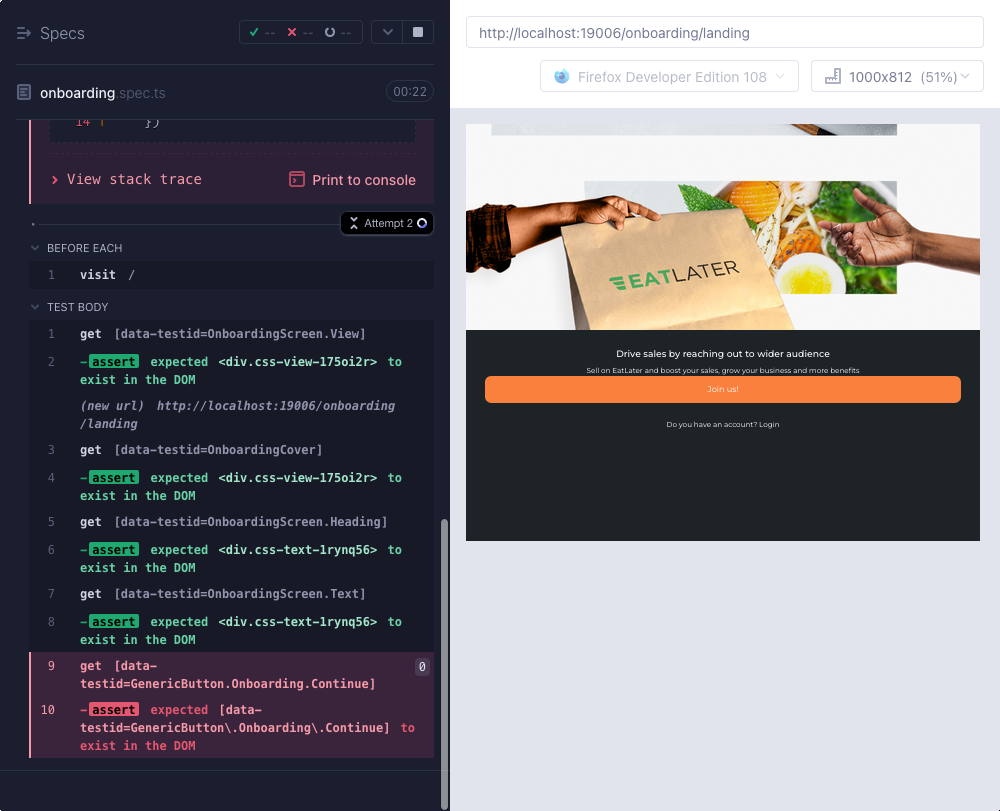 Specs
-- -- --
onboarding.spec.ts
00:22
14 | })
View stack trace
Print to console
Attempt 2
BEFORE EACH
1 visit /
TEST BODY
1 get [data-testid=OnboardingScreen.View]
2 -assert expected <div.css-view-175oi2r> to
exist in the DOM
(new url) http://localhost:19006/onboarding
/landing
3 get [data-testid=OnboardingCover]
4 -assert expected <div.css-view-175oi2r> to
exist in the DOM
5 get [data-testid=OnboardingScreen.Heading]
6 -assert expected <div.css-text-1rynq56> to
exist in the DOM
7 get [data-testid=OnboardingScreen.Text]
8 -assert expected <div.css-text-1rynq56> to
exist in the DOM
9 get [data-
testid=GenericButton.Onboarding.Continue]
0
10 -assert expected [data-
testid=GenericButton\.Onboarding\.Continue] to
exist in the DOM
http://localhost:19006/onboarding/landing
Firefox Developer Edition 108
1000x812 (51%)
EATLATER
Drive sales by reaching out to wider audience
Sell on EatLater and boost your sales, grow your business and more benefits
Join us!
Do you have an account? Login